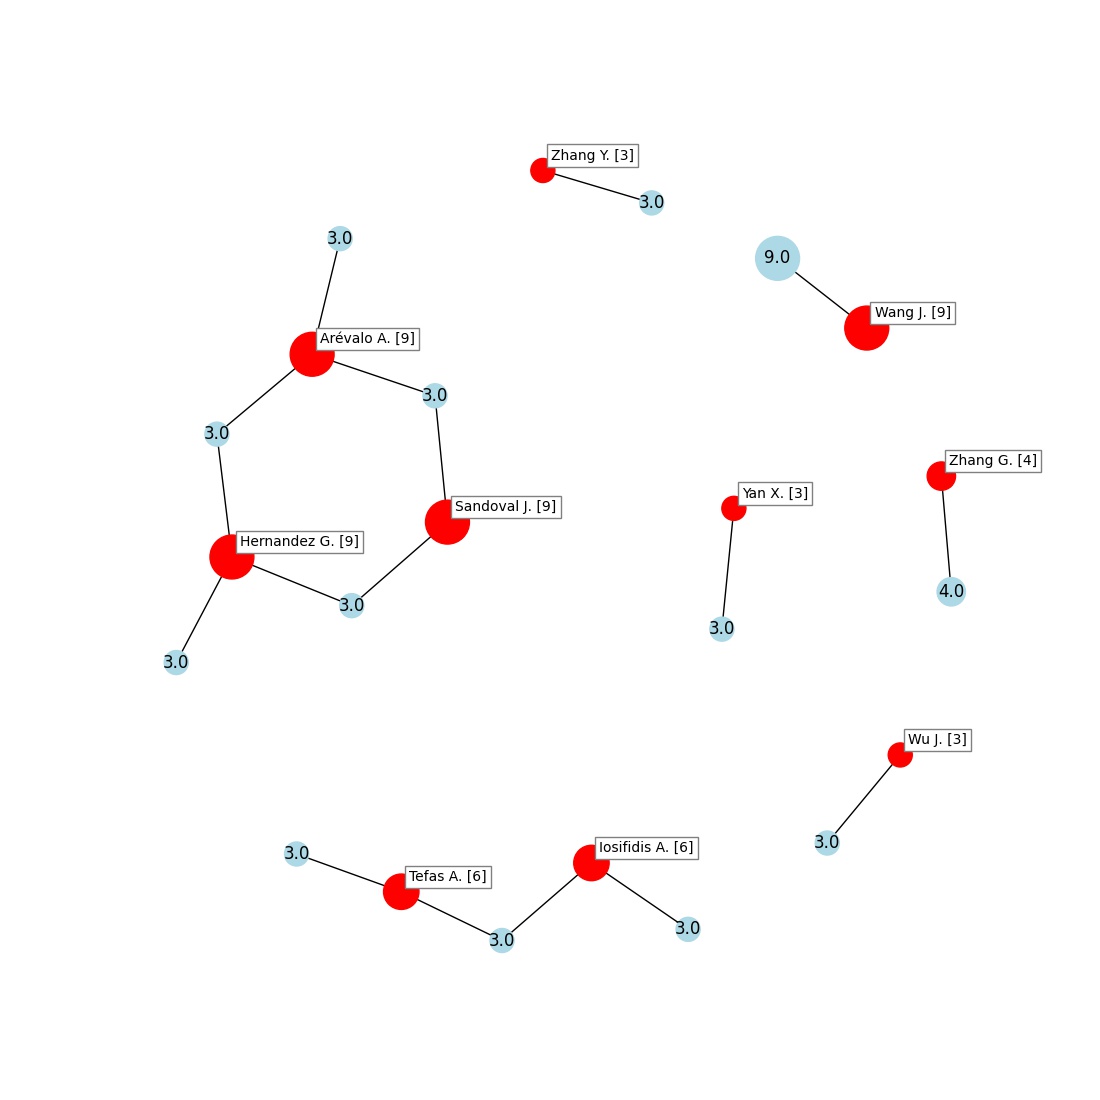 Zhang Y. [3]
3.0
3.0
9.0
Wang J. [9]
Arévalo A. [9]
3.0
3.0
Zhang G. [4]
Yan X. [3]
Sandoval J. [9]
Hernandez G. [9]
4.0
3.0
3.0
3.0
Wu J. [3]
3.0
Iosifidis A. [6]
3.0
Tefas A. [6]
3.0
3.0